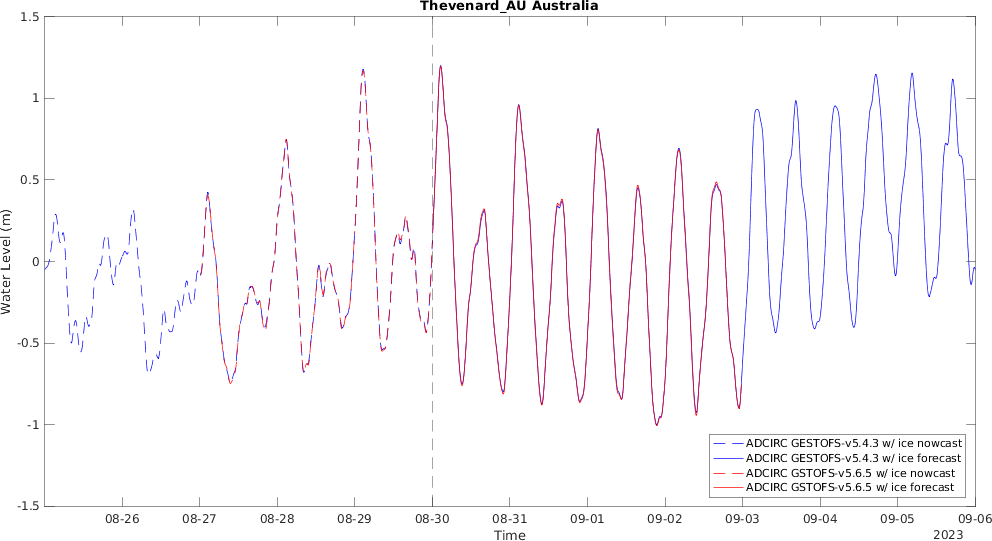 Thevenard_AU Australia
1.5
1
0.5
0
-0.5
-1
-1.5
Water Level (m)
ADCIRC GESTOFS-v5.4.3 w/ ice nowcast
ADCIRC GESTOFS-v5.4.3 w/ ice forecast
ADCIRC GSTOFS-v5.6.5 w/ ice nowcast
ADCIRC GSTOFS-v5.6.5 w/ ice forecast
08-26 08-27 08-28 08-29 08-30 08-31 09-01 09-02 09-03 09-04 09-05 09-06
Time
2023